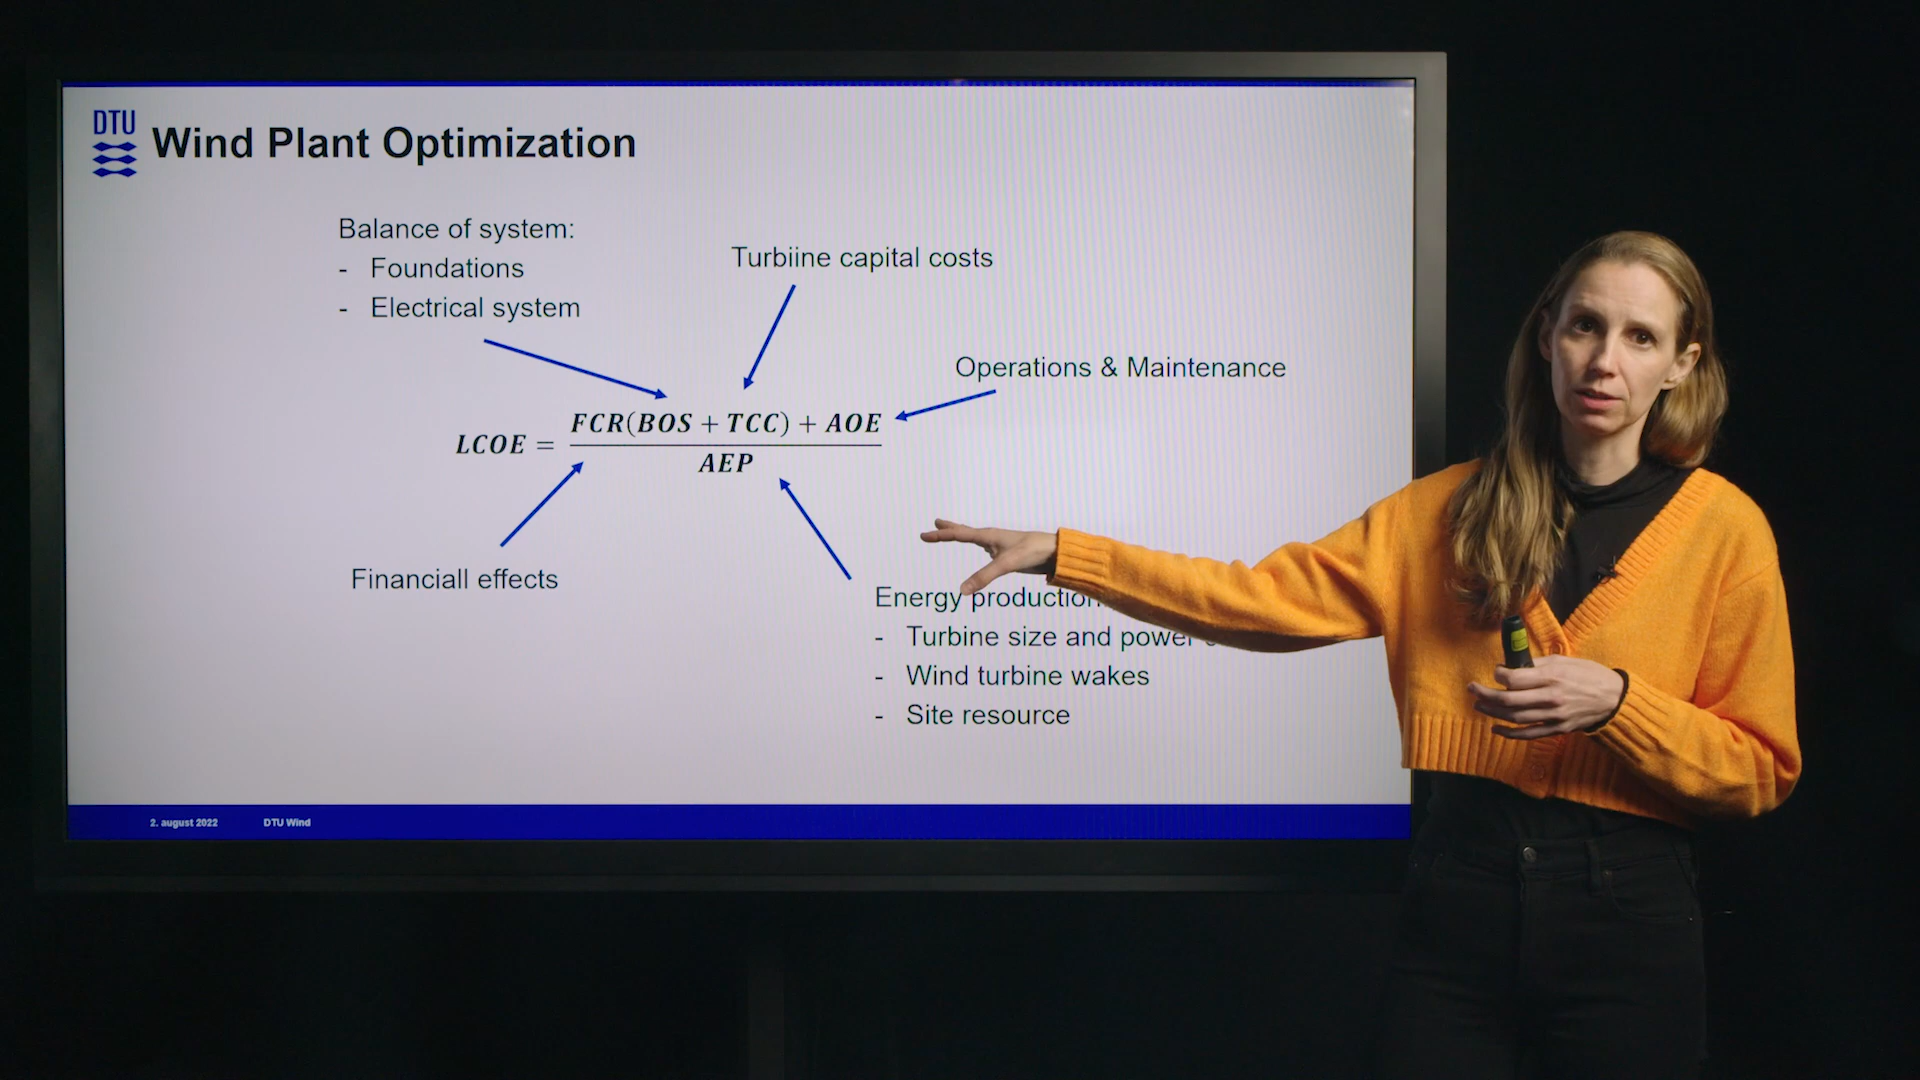 DTU
Wind Plant Optimization
Balance of system:
- Foundations
- Electrical system
Turbiine capital costs
Operations & Maintenance
LCOE = FCR(BOS + TCC) + AOE
AEP
Financiall effects
Energy production
- Turbine size and power
- Wind turbine wakes
- Site resource
2. august 2022 DTU Wind